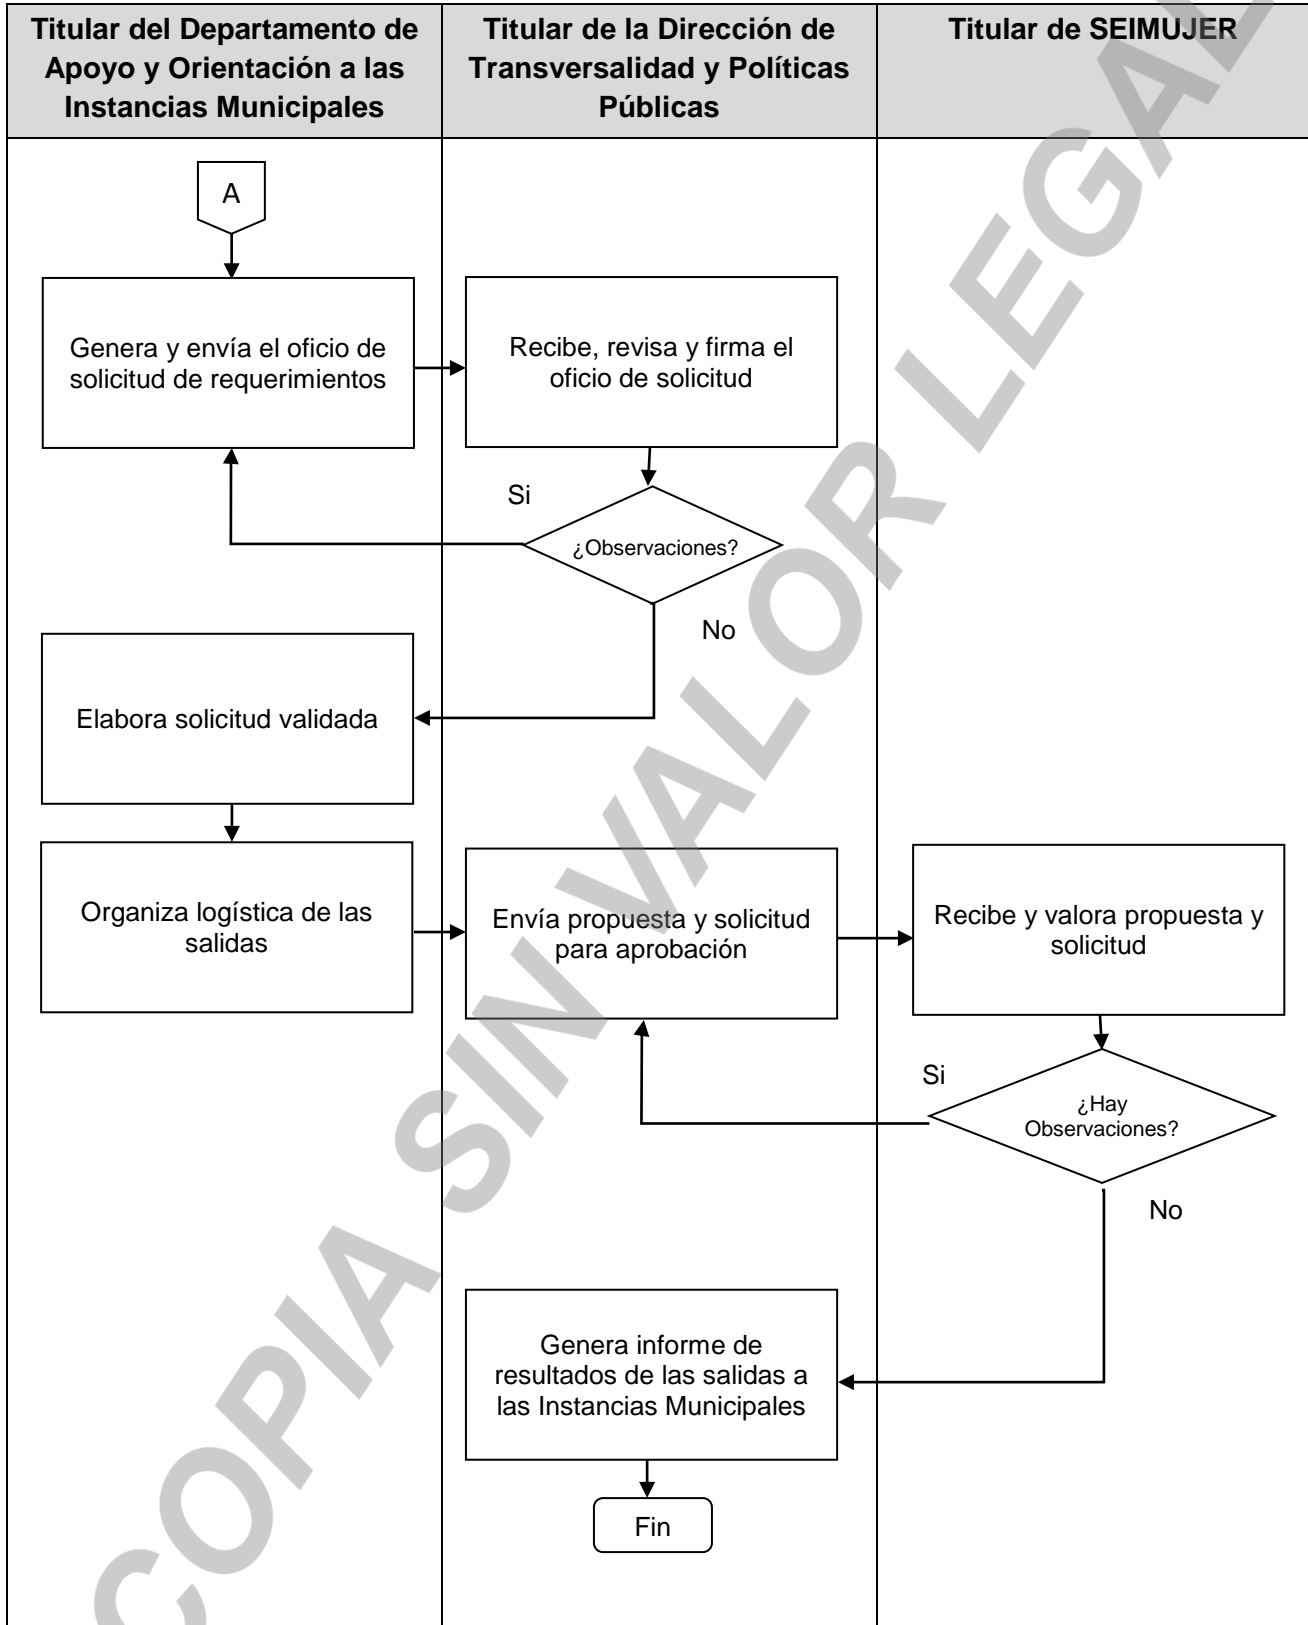 Titular del Departamento de
Apoyo y Orientación a las
Instancias Municipales
Titular de la Dirección de
Transversalidad y Políticas
Públicas
Titular de SEIMUJER
A
Genera y envía el oficio de
solicitud de requerimientos
Recibe, revisa y firma el
oficio de solicitud
Si
¿Observaciones?
No
Elabora solicitud validada
Organiza logística de las
salidas
Envía propuesta y solicitud
para aprobación
Recibe y valora propuesta y
solicitud
Si
¿Hay
Observaciones?
No
Genera informe de
resultados de las salidas a
las Instancias Municipales
Fin
COPIA SIN VALOR LEGAL